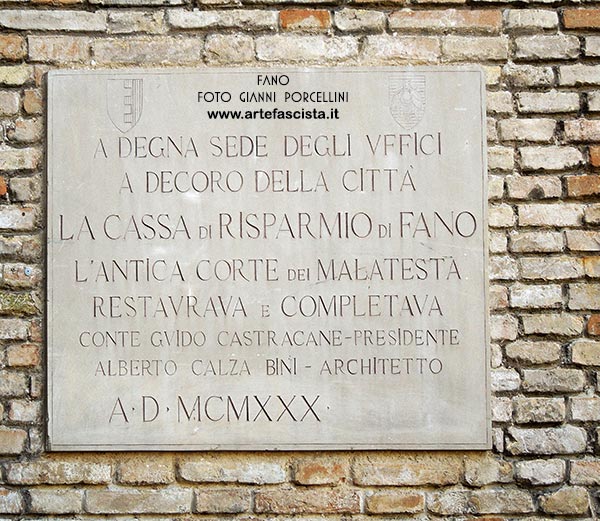 FANO
FOTO GIANNI PORCELLINI
www.artefascista.it
A DEGNA SEDE DEGLI VFFICI
A DECORO DELLA CITTÀ
LA CASSA DI RISPARMIO DI FANO
L'ANTICA CORTE DEI MALATESTA
RESTAVRAVA E COMPLETAVA
CONTE GVIDO CASTRACANE-PRESIDENTE
ALBERTO CALZA BINI - ARCHITETTO
A · D · MCMXXX ·